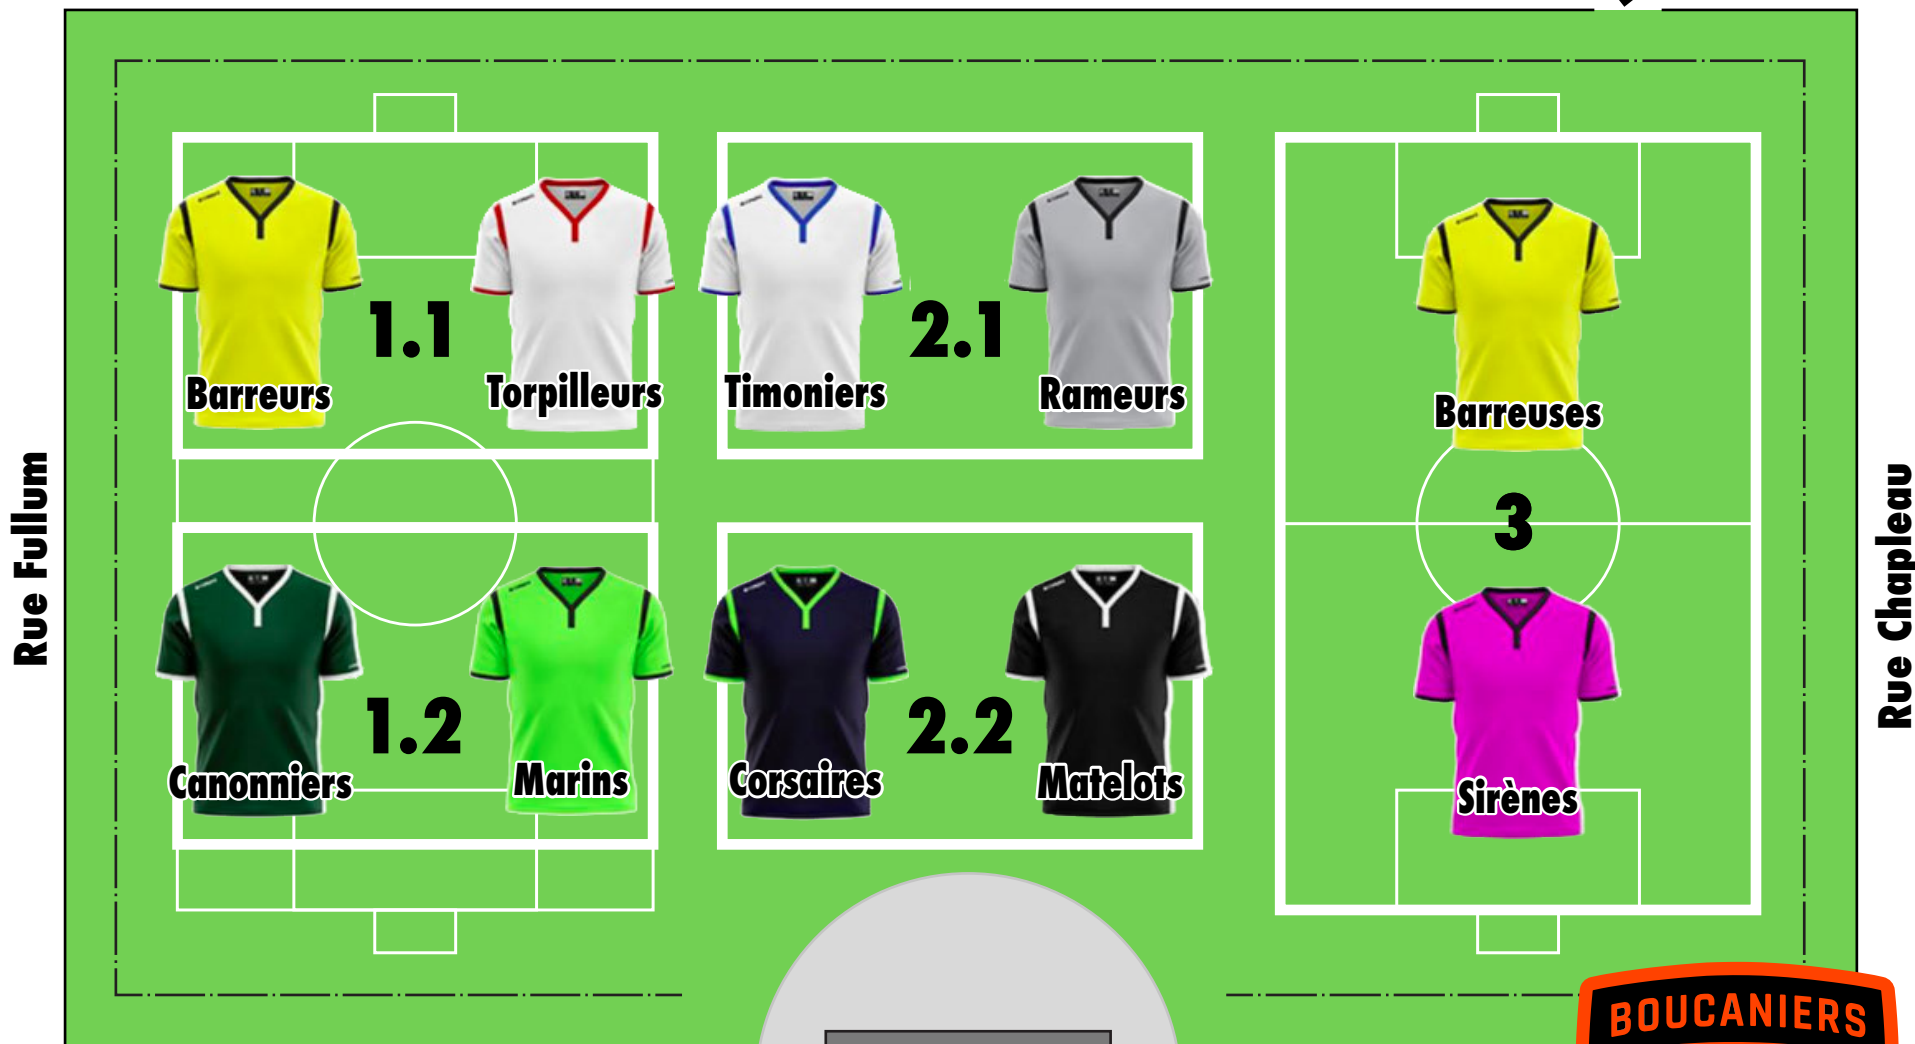 Rue Fullum
Barreurs
1.1
Torpilleurs
Timoniers
2.1
Rameurs
Barreuses
3
Sirènes
Canonniers
1.2
Marins
Corsaires
2.2
Matelots
Rue Chapleau
BOUCANIERS